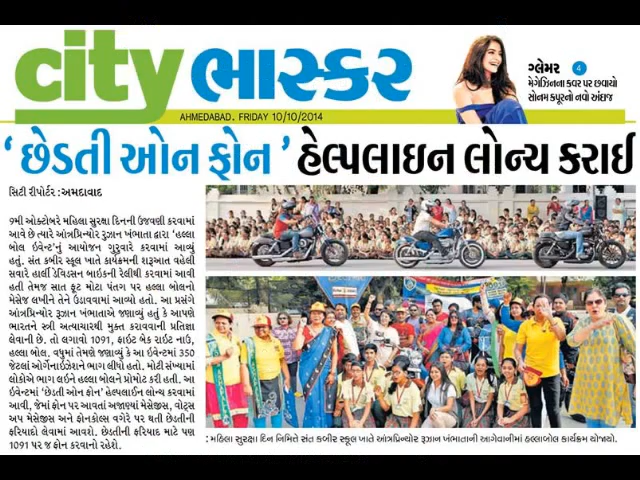 city ભાસ્કર
AHMEDABAD, FRIDAY 10/10/2014
ગ્લેમર 4
મેગેઝિનના કવર પર છવાયો
સોનમ કપૂરનો નવો અંદાજ
‘છેડતી ઓન ફોન’ હેલ્પલાઇન લોન્ચ કરાઈ
સિટી રીપોર્ટર : અમદાવાદ
૯મી ઓક્ટોબરે મહિલા સુરક્ષા દિનની ઉજવણી કરવામાં
આવે છે ત્યારે ઓંત્રપ્રિન્યોર રુઝાન ખંભાતા દ્વારા ‘હલ્લા
બોલ ઇવેન્ટ’નું આયોજન ગુરુવારે કરવામાં આવ્યું
હતું. સંત કબીર સ્કૂલ ખાતે કાર્યક્રમની શરૂઆત વહેલી
સવારે હાર્લી ડેવિડસન બાઇકની રેલીથી કરવામાં આવી
હતી તેમજ સાત ફૂટ મોટા પતંગ પર હલ્લા બોલનો
મેસેજ લખીને તેને ઉડાવવામાં આવ્યો હતો. આ પ્રસંગે
ઓંત્રપ્રિન્યોર રુઝાન ખંભાતાએ જણાવ્યું હતું કે આપણે
ભારતને સ્ત્રી અત્યાચારથી મુક્ત કરાવવાની પ્રતિજ્ઞા
લેવાની છે. તો લગાવો 1091, ફાઇટ બેક રાઇટ નાઉ,
હલ્લા બોલ. વધુમાં તેમણે જણાવ્યું કે આ ઇવેન્ટમાં 350
જેટલાં ઓર્ગેનાઇઝેશને ભાગ લીધો હતો. મોટી સંખ્યામાં
લોકોએ ભાગ લઇને હલ્લા બોલને પ્રોમોટ કરી હતી. આ
ઇવેન્ટમાં ‘છેડતી ઓન ફોન’ હેલ્પલાઈન લોન્ચ કરવામાં
આવી, જેમાં ફોન પર આવતાં અજાણ્યાં મેસેજીસ, વોટ્સ
અપ મેસેજીસ અને ફોનકોલ્સ વગેરે પર થતી છેડતીની
ફરિયાદો લેવામાં આવશે. છેડતીની ફરિયાદ માટે પણ
1091 પર જ ફોન કરવાનો રહેશે.
: મહિલા સુરક્ષા દિન નિમિત્તે સંત કબીર સ્કૂલ ખાતે ઓંત્રપ્રિન્યોર રુઝાન ખંભાતાની આગેવાનીમાં હલ્લાબોલ કાર્યક્રમ યોજાયો.